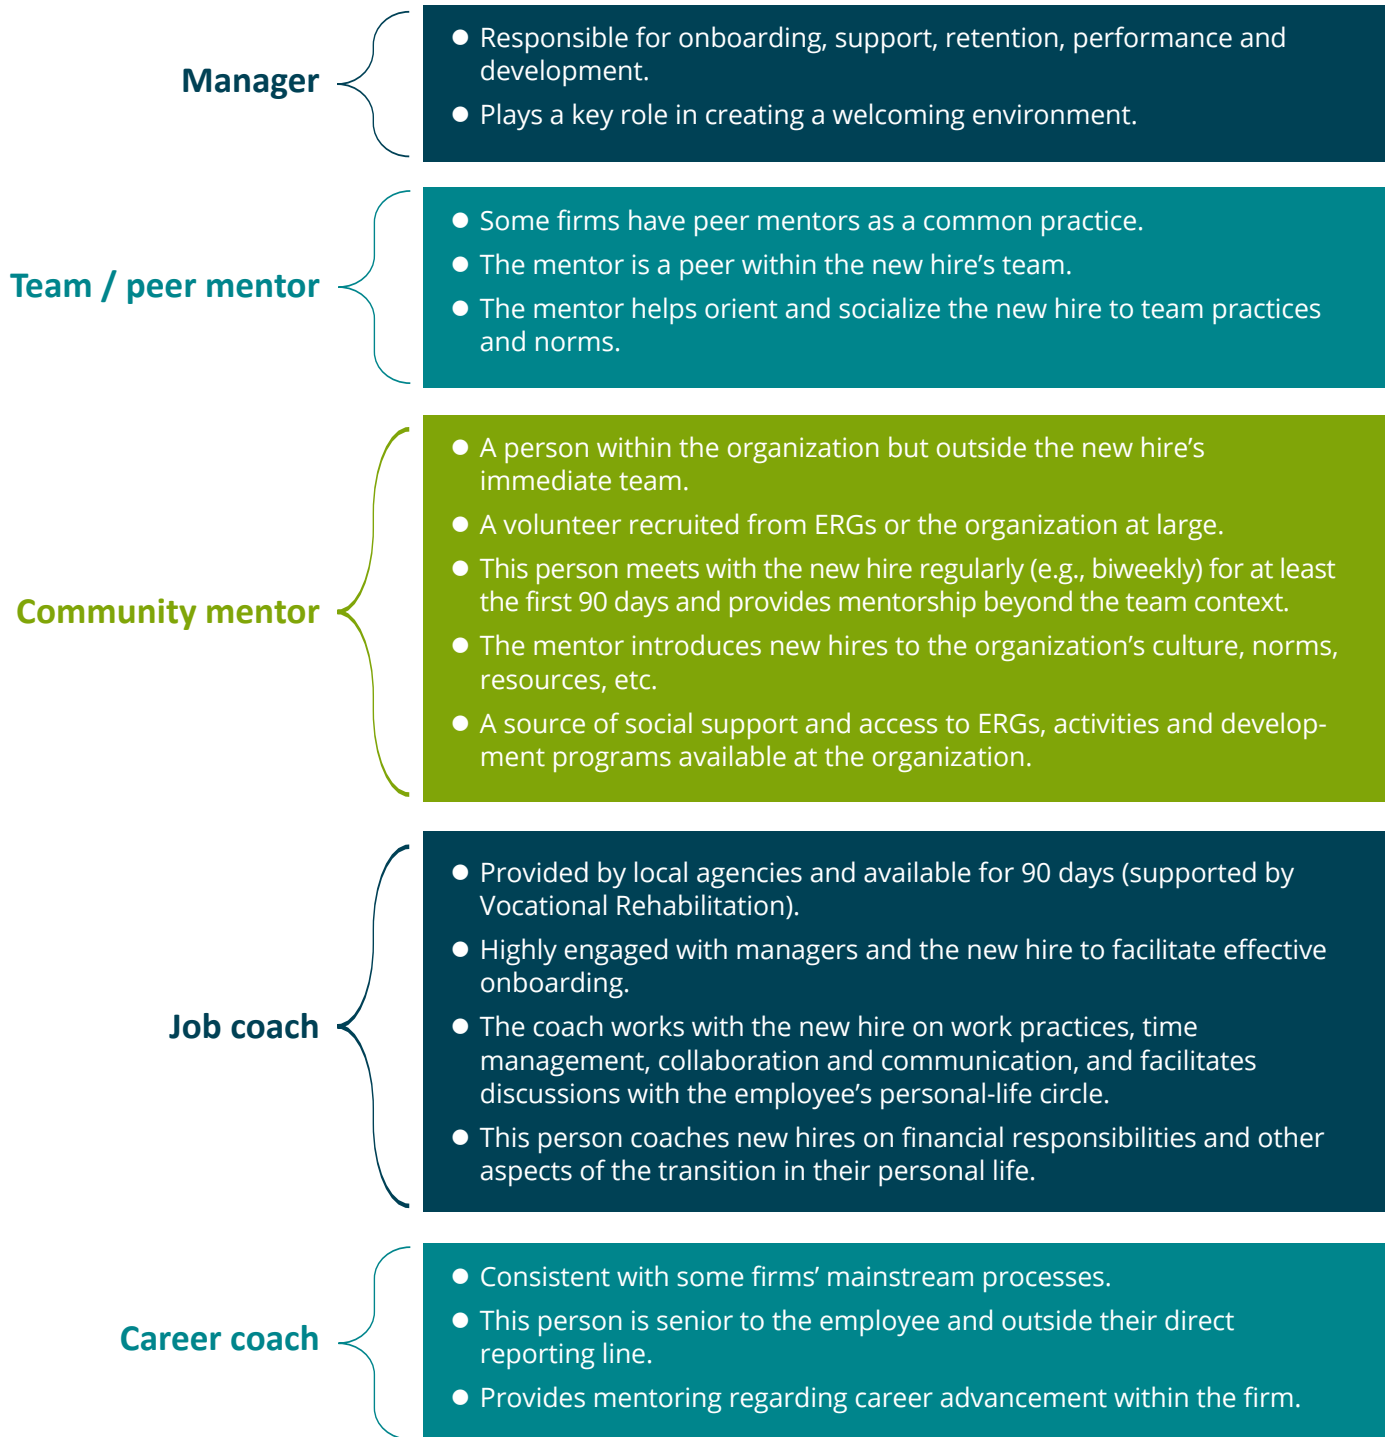 Manager
● Responsible for onboarding, support, retention, performance and
development.
● Plays a key role in creating a welcoming environment.
Team / peer mentor
● Some firms have peer mentors as a common practice.
● The mentor is a peer within the new hire’s team.
● The mentor helps orient and socialize the new hire to team practices
and norms.
Community mentor
● A person within the organization but outside the new hire’s
immediate team.
● A volunteer recruited from ERGs or the organization at large.
● This person meets with the new hire regularly (e.g., biweekly) for at least
the first 90 days and provides mentorship beyond the team context.
● The mentor introduces new hires to the organization’s culture, norms,
resources, etc.
● A source of social support and access to ERGs, activities and develop-
ment programs available at the organization.
Job coach
● Provided by local agencies and available for 90 days (supported by
Vocational Rehabilitation).
● Highly engaged with managers and the new hire to facilitate effective
onboarding.
● The coach works with the new hire on work practices, time
management, collaboration and communication, and facilitates
discussions with the employee’s personal-life circle.
● This person coaches new hires on financial responsibilities and other
aspects of the transition in their personal life.
Career coach
● Consistent with some firms’ mainstream processes.
● This person is senior to the employee and outside their direct
reporting line.
● Provides mentoring regarding career advancement within the firm.